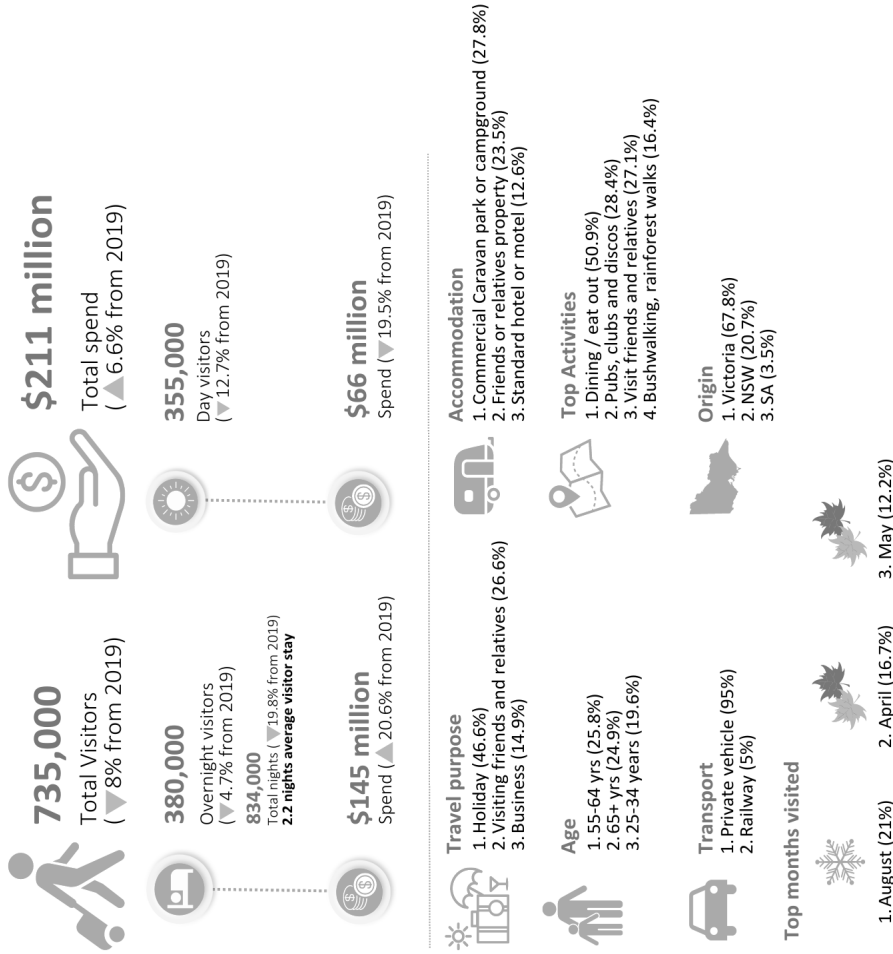 735,000
Total Visitors
(▼8% from 2019)
$211 million
Total spend
(▲6.6% from 2019)
380,000
Overnight visitors
(▼4.7% from 2019)
834,000
Total nights (▼19.8% from 2019)
2.2 nights average visitor stay
355,000
Day visitors
(▼12.7% from 2019)
$145 million
Spend (▲20.6% from 2019)
$66 million
Spend (▼19.5% from 2019)
Travel purpose
1. Holiday (46.6%)
2. Visiting friends and relatives (26.6%)
3. Business (14.9%)
Accommodation
1. Commercial Caravan park or campground (27.8%)
2. Friends or relatives property (23.5%)
3. Standard hotel or motel (12.6%)
Age
1. 55-64 yrs (25.8%)
2. 65+ yrs (24.9%)
3. 25-34 years (19.6%)
Top Activities
1. Dining / eat out (50.9%)
2. Pubs, clubs and discos (28.4%)
3. Visit friends and relatives (27.1%)
4. Bushwalking, rainforest walks (16.4%)
Transport
1. Private vehicle (95%)
2. Railway (5%)
Origin
1. Victoria (67.8%)
2. NSW (20.7%)
3. SA (3.5%)
Top months visited
1. August (21%)
2. April (16.7%)
3. May (12.2%)